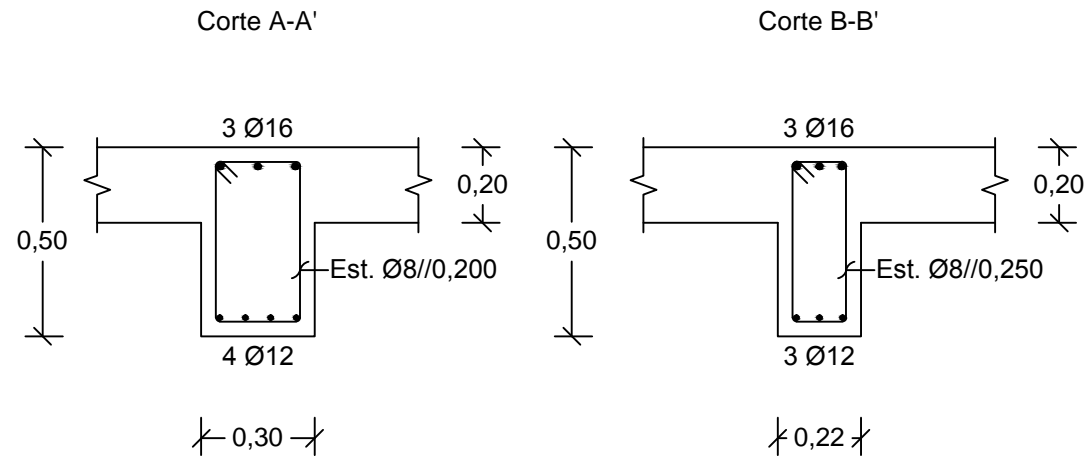 Corte A-A'
Corte B-B'
3 Ø16
3 Ø16
0,20
0,20
0,50
0,50
Est. Ø8//0,200
Est. Ø8//0,250
4 Ø12
3 Ø12
0,30
0,22